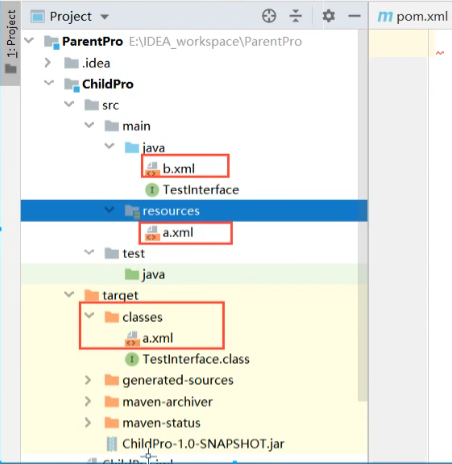 Project
pom.xml
1: Project
ParentPro E:\IDEA_workspace\ParentPro
.idea
ChildPro
src
main
java
b.xml
TestInterface
resources
a.xml
test
java
target
classes
a.xml
TestInterface.class
generated-sources
maven-archiver
maven-status
ChildPro-1.0-SNAPSHOT.jar